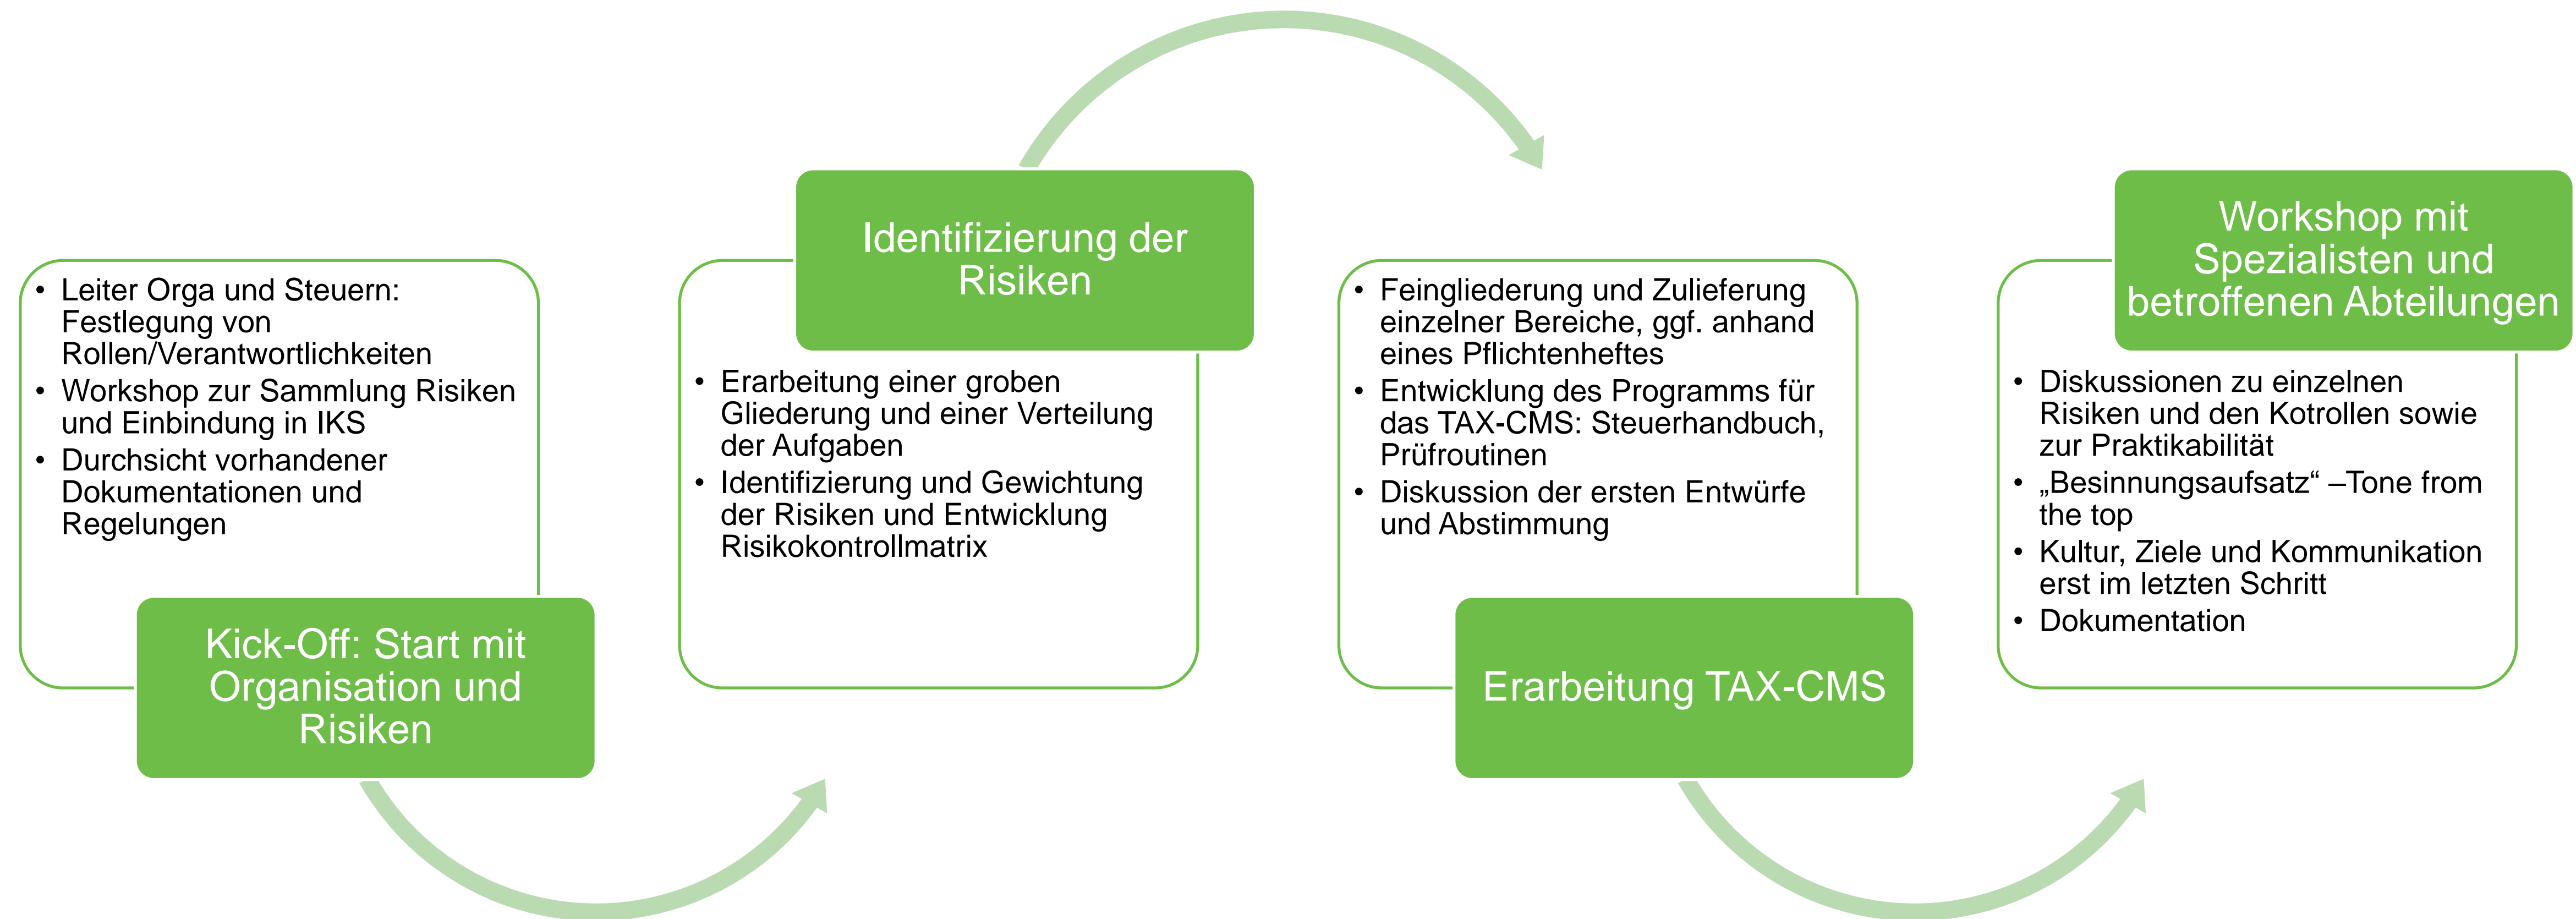 • Leiter Orga und Steuern:
Festlegung von
Rollen/Verantwortlichkeiten
• Workshop zur Sammlung Risiken
und Einbindung in IKS
• Durchsicht vorhandener
Dokumentationen und
Regelungen
Kick-Off: Start mit
Organisation und
Risiken
Identifizierung der
Risiken
• Erarbeitung einer groben
Gliederung und einer Verteilung
der Aufgaben
• Identifizierung und Gewichtung
der Risiken und Entwicklung
Risikokontrollmatrix
• Feingliederung und Zulieferung
einzelner Bereiche, ggf. anhand
eines Pflichtenheftes
• Entwicklung des Programms für
das TAX-CMS: Steuerhandbuch,
Prüfroutinen
• Diskussion der ersten Entwürfe
und Abstimmung
Erarbeitung TAX-CMS
Workshop mit
Spezialisten und
betroffenen Abteilungen
• Diskussionen zu einzelnen
Risiken und den Kotrollen sowie
zur Praktikabilität
• „Besinnungsaufsatz“ –Tone from
the top
• Kultur, Ziele und Kommunikation
erst im letzten Schritt
• Dokumentation